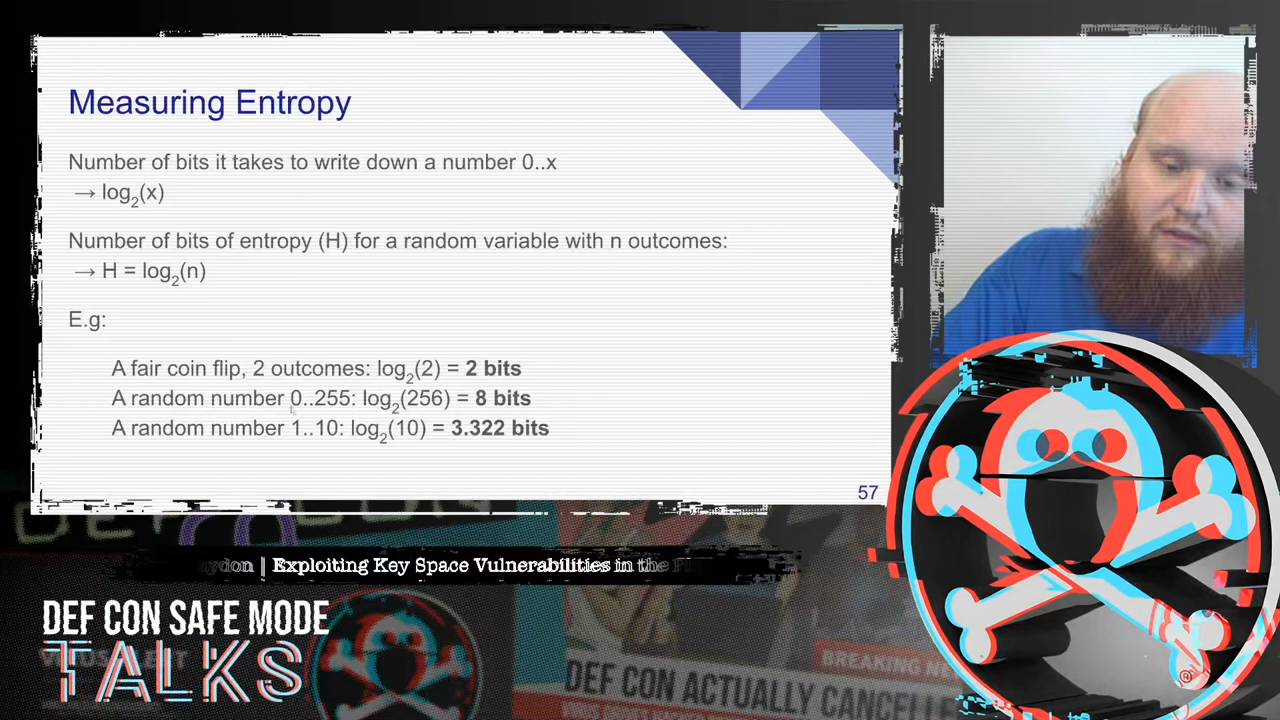 Measuring Entropy
Number of bits it takes to write down a number 0..x
→ log2(x)
Number of bits of entropy (H) for a random variable with n outcomes:
→ H = log2(n)
E.g:
A fair coin flip, 2 outcomes: log2(2) = 2 bits
A random number 0..255: log2(256) = 8 bits
A random number 1..10: log2(10) = 3.322 bits
57
aydon | Exploiting Key Space Vulnerabilities in the
DEF CON SAFE MODE
TALKS
BREAKING
DEF CON ACTUALLY
®